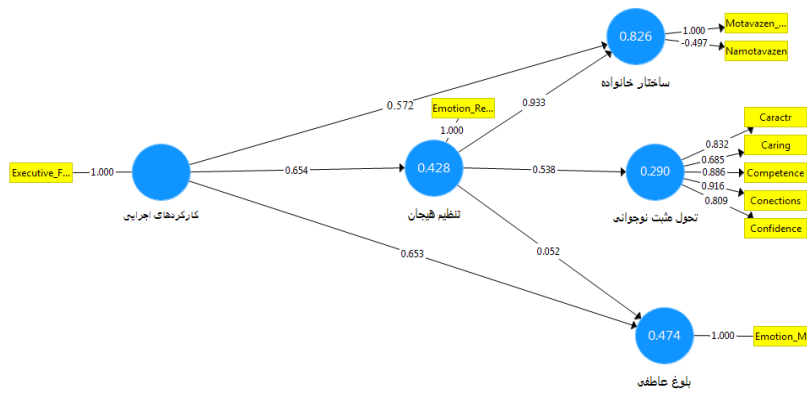 0.826
1.000
-0.497
Motavazen_...
Namotavazen
ساختار خانواده
0.572
0.933
Emotion_Re...
1.000
Executive_F...
1.000
کارکردهای اجرایی
0.654
0.428
تنظیم هیجان
0.538
0.290
تحول مثبت نوجوانی
0.832
0.685
0.886
0.916
0.809
Caractr
Caring
Competence
Conections
Confidence
0.653
0.052
0.474
1.000
Emotion_M
بلوغ عاطفی